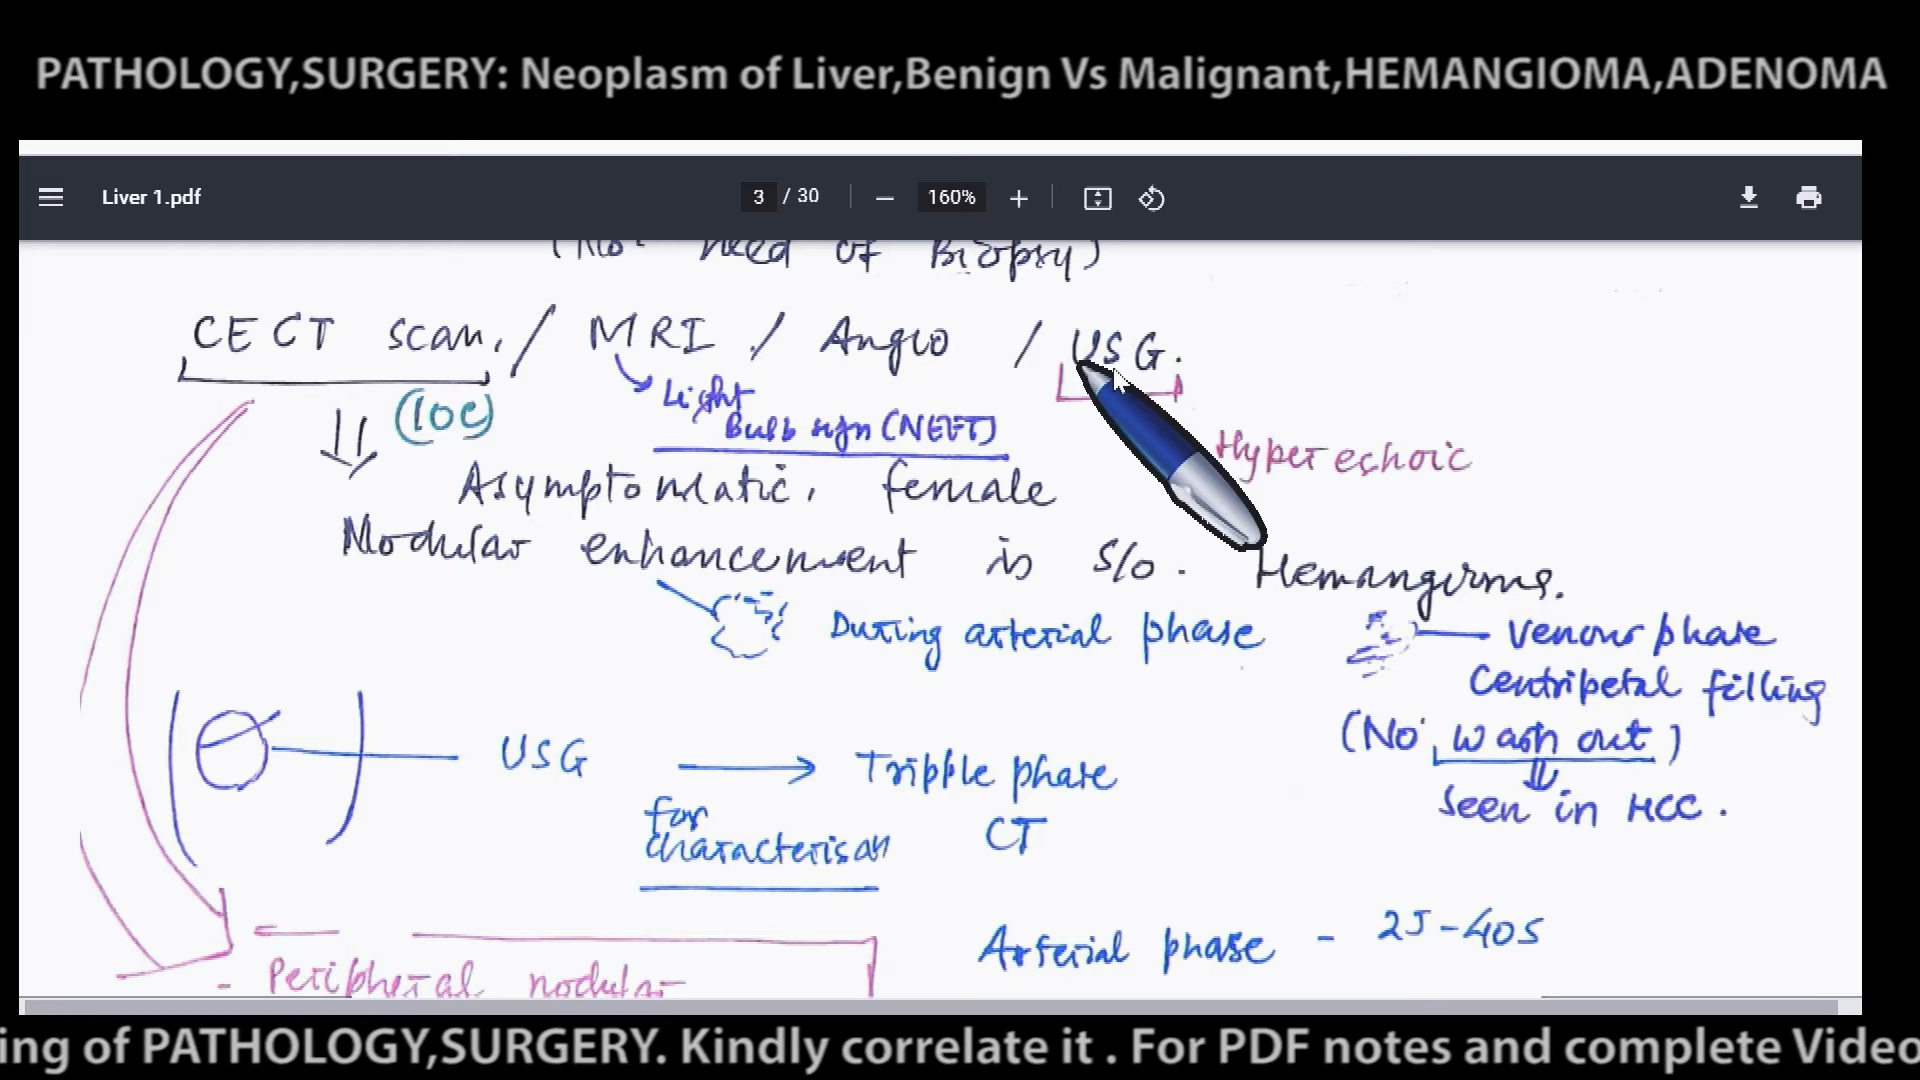 PATHOLOGY,SURGERY: Neoplasm of Liver,Benign Vs Malignant,HEMANGIOMA,ADENOMA
Liver 1.pdf
3 / 30
160%
need of Biopsy)
CECT scan. / MRI / Angio / USG.
(IOC)
Light
Bulb sign (NEET)
Hyperechoic
Asymptomatic, female
Nodular enhancement is S/o. Hemangioma.
During arterial phase
Venous phase
Centripetal filling
(No wash out)
Seen in HCC.
USG
for
characterisan
Tripple phase
CT
Arterial phase - 25-40S
- Peripheral nodular
ing of PATHOLOGY,SURGERY. Kindly correlate it . For PDF notes and complete Video